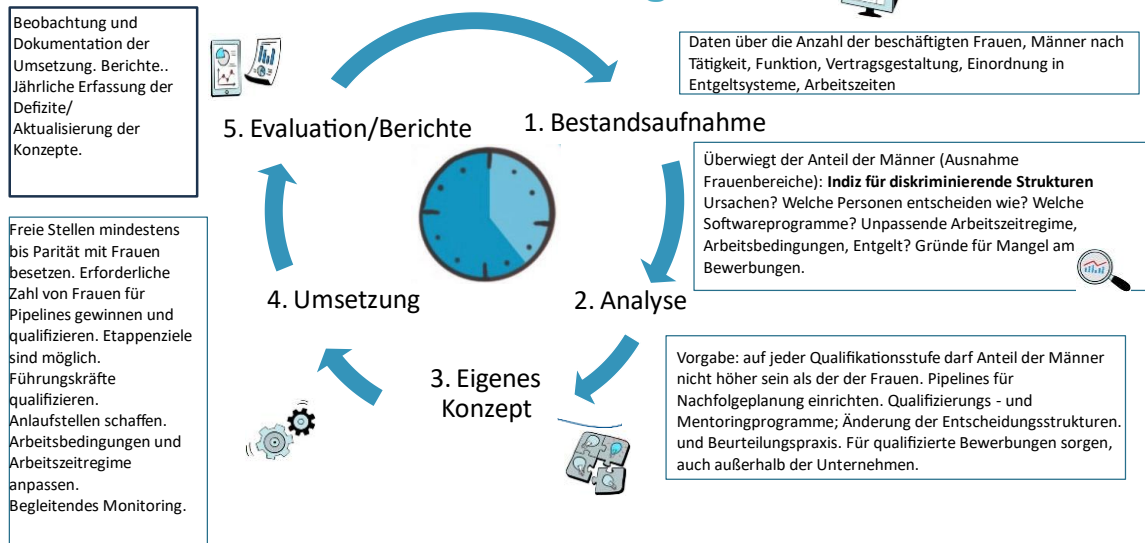 Beobachtung und
Dokumentation der
Umsetzung. Berichte..
Jährliche Erfassung der
Defizite/
Aktualisierung der
Konzepte.
Daten über die Anzahl der beschäftigten Frauen, Männer nach
Tätigkeit, Funktion, Vertragsgestaltung, Einordnung in
Entgeltsysteme, Arbeitszeiten
5. Evaluation/Berichte
1. Bestandsaufnahme
Überwiegt der Anteil der Männer (Ausnahme
Frauenbereiche): Indiz für diskriminierende Strukturen
Ursachen? Welche Personen entscheiden wie? Welche
Softwareprogramme? Unpassende Arbeitszeitregime,
Arbeitsbedingungen, Entgelt? Gründe für Mangel am
Bewerbungen.
Freie Stellen mindestens
bis Parität mit Frauen
besetzen. Erforderliche
Zahl von Frauen für
Pipelines gewinnen und
qualifizieren. Etappenziele
sind möglich.
Führungskräfte
qualifizieren.
Anlaufstellen schaffen.
Arbeitsbedingungen und
Arbeitszeitregime
anpassen.
Begleitendes Monitoring.
4. Umsetzung
2. Analyse
3. Eigenes
Konzept
Vorgabe: auf jeder Qualifikationsstufe darf Anteil der Männer
nicht höher sein als der der Frauen. Pipelines für
Nachfolgeplanung einrichten. Qualifizierungs - und
Mentoringprogramme; Änderung der Entscheidungsstrukturen.
und Beurteilungspraxis. Für qualifizierte Bewerbungen sorgen,
auch außerhalb der Unternehmen.